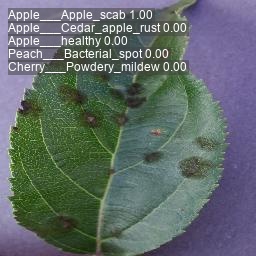 Apple___Apple_scab 1.00
Apple___Cedar_apple_rust 0.00
Apple___healthy 0.00
Peach___Bacterial_spot 0.00
Cherry___Powdery_mildew 0.00